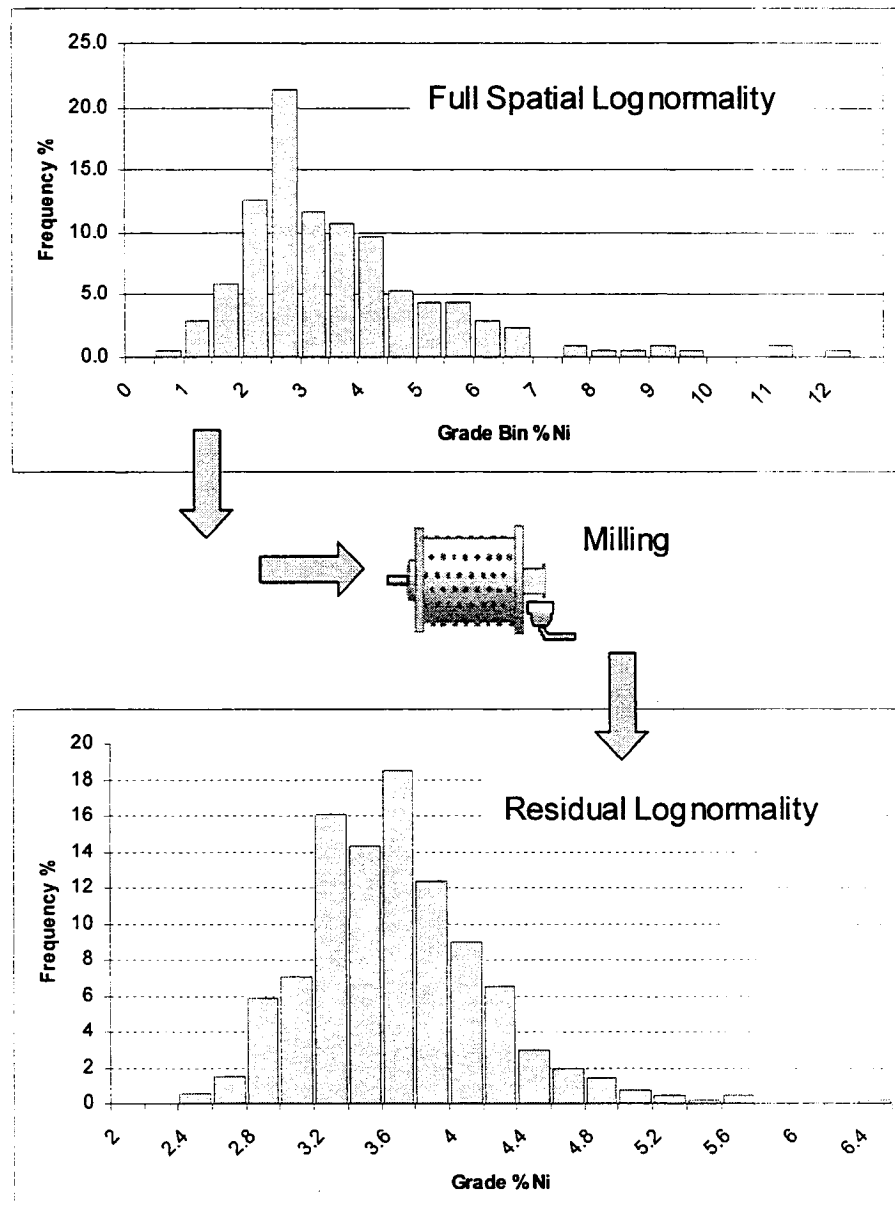 25.0
Full Spatial Lognormality
20.0
15.0
10.0
5.0
0.0
Frequency %
0 1 2 3 4 5 6 7 8 9 10 11 12
Grade Bin %Ni
Milling
20
Residual Lognormality
18
16
14
12
10
8
6
4
2
0
Frequency %
2 2.4 2.8 3.2 3.6 4 4.4 4.8 5.2 5.6 6 6.4
Grade %Ni